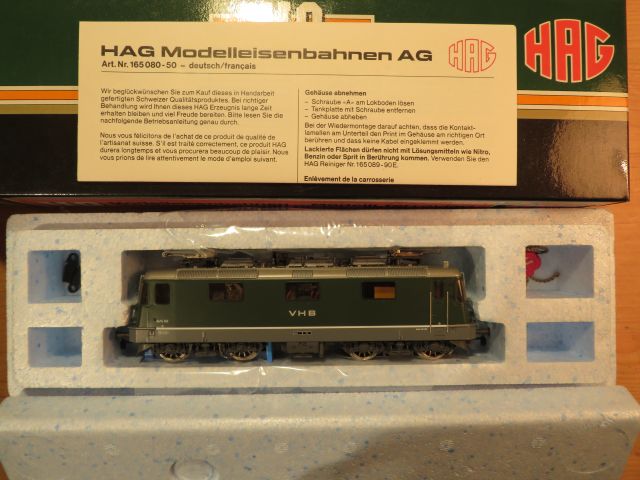 HAG Modelleisenbahnen AG
HAG
Art. Nr. 165 080 - 50 – deutsch/français
Wir beglückwünschen Sie zum Kauf dieses in Handarbeit
gefertigten Schweizer Qualitätsproduktes. Bei richtiger
Behandlung wird Ihnen dieses HAG Erzeugnis lange Zeit
erhalten bleiben und viel Freude bereiten. Bitte lesen Sie die
nachfolgende Betriebsanleitung genau durch.
Nous vous félicitons de l'achat de ce produit de qualité de
l'artisanat suisse. S'il est traité correctement, ce produit HAG
durera longtemps et vous procurera beaucoup de plaisir. Nous
vous prions de lire attentivement le mode d'emploi suivant.
Gehäuse abnehmen
– Schraube «A» am Lokboden lösen
– Tankplatte mit Schraube entfernen
– Gehäuse abheben
Bei der Wiedermontage darauf achten, dass die Kontakt-
lamellen am Unterteil den Print im Gehäuse am richtigen Ort
berühren und dass keine Kabel eingeklemmt werden.
Lackierte Flächen dürfen nicht mit Lösungsmitteln wie Nitro,
Benzin oder Sprit in Berührung kommen. Verwenden Sie den
HAG Reiniger Nr. 165 089 - 90 E.
Enlèvement de la carrosserie
HAG
VHB